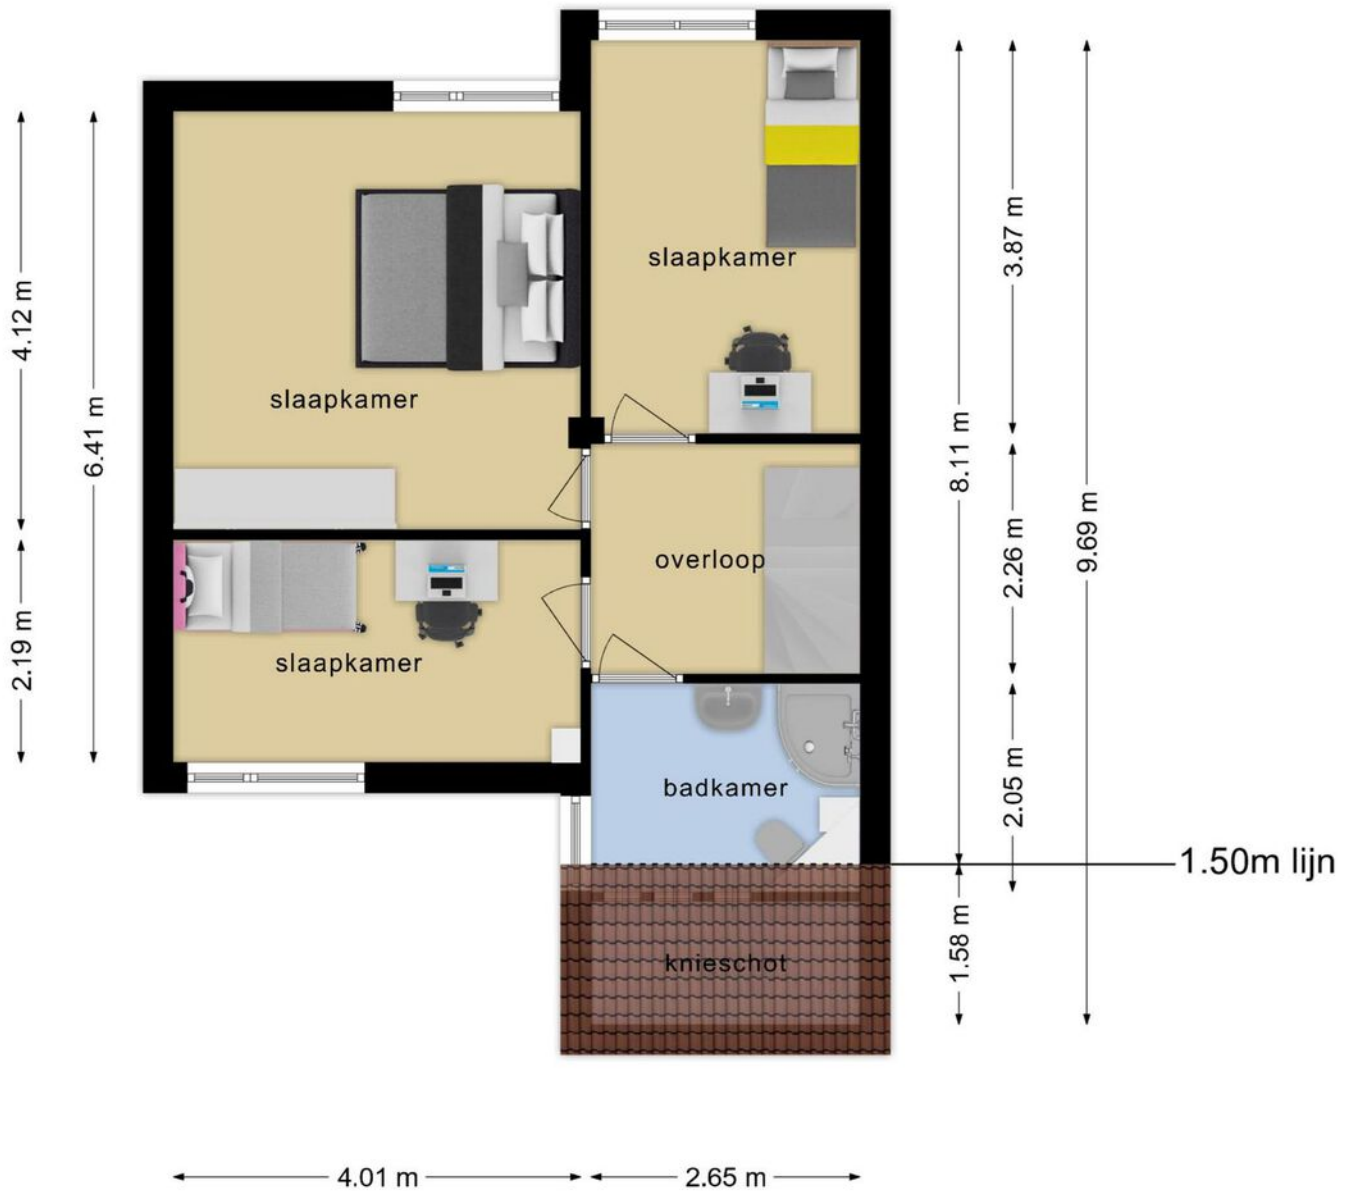 slaapkamer
slaapkamer
overloop
slaapkamer
badkamer
knieschot
4.12 m
2.19 m
6.41 m
8.11 m
1.58 m
3.87 m
2.26 m
2.05 m
9.69 m
1.50m lijn
4.01 m
2.65 m